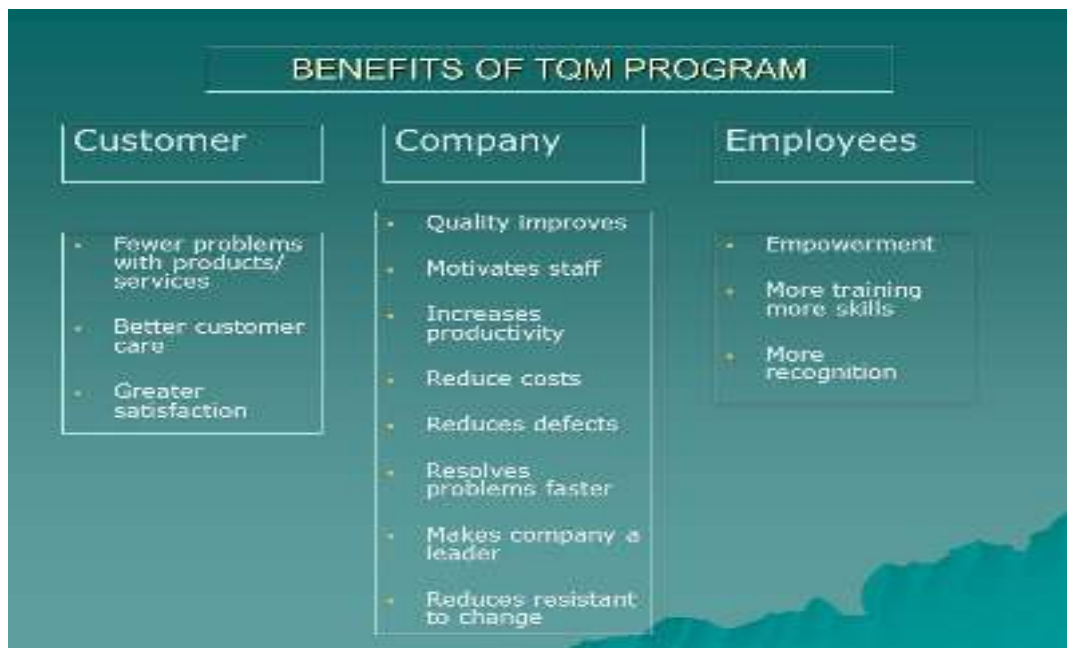 BENEFITS OF TQM PROGRAM
Customer
Fewer problems
with products/
services
Better customer
care
Greater
satisfaction
Company
Quality improves
Motivates staff
Increases
productivity
Reduce costs
Reduces defects
Resolves
problems faster
Makes company a
leader
Reduces resistant
to change
Employees
Empowerment
More training
more skills
More
recognition